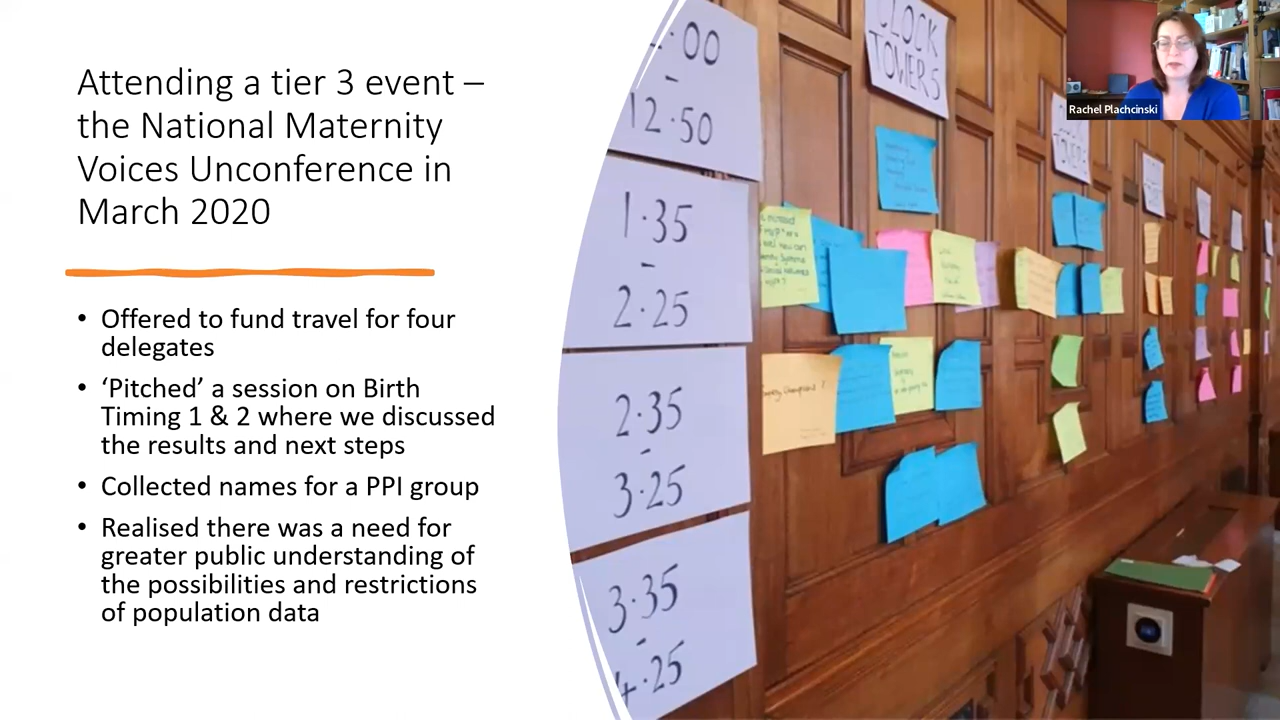 Attending a tier 3 event –
the National Maternity
Voices Unconference in
March 2020
• Offered to fund travel for four
delegates
• ‘Pitched’ a session on Birth
Timing 1 & 2 where we discussed
the results and next steps
• Collected names for a PPI group
• Realised there was a need for
greater public understanding of
the possibilities and restrictions
of population data
:00
-
12.50
1.35
-
2.25
2.35
-
3.25
3.35
-
4.25
CLOCK
TOWERS
Rachel Plachcinski